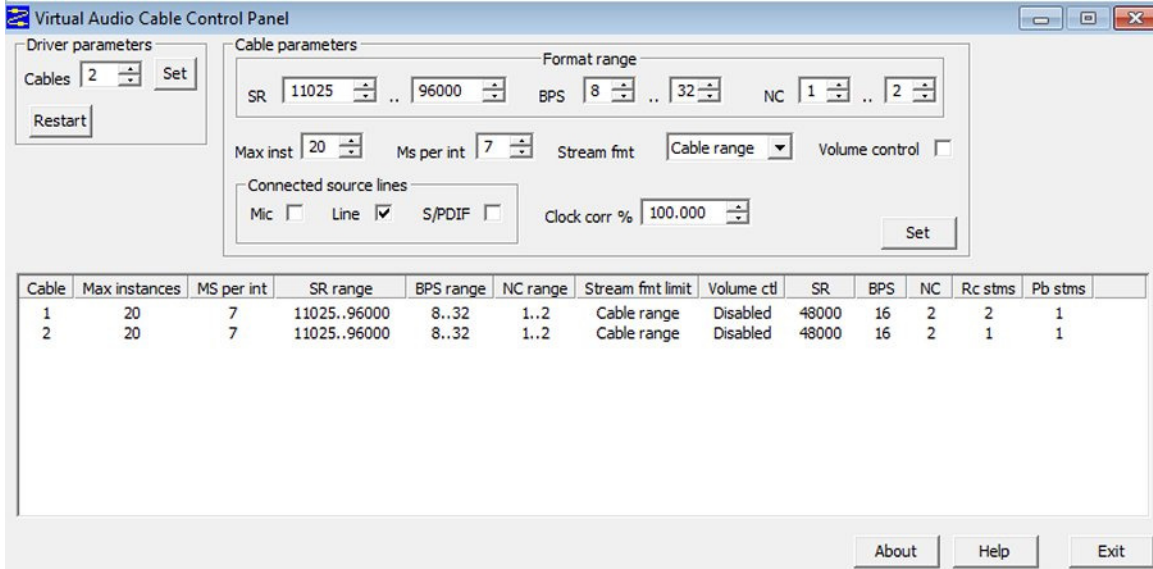 Virtual Audio Cable Control Panel
Driver parameters
Cables 2 Set
Restart
Cable parameters
Format range
SR 11025 .. 96000 BPS 8 .. 32 NC 1 .. 2
Max inst 20 Ms per int 7 Stream fmt Cable range Volume control
Connected source lines
Mic Line S/PDIF Clock corr % 100.000
Set
Cable Max instances MS per int SR range BPS range NC range Stream fmt limit Volume ctl SR BPS NC Rc stms Pb stms
1 20 7 11025..96000 8..32 1..2 Cable range Disabled 48000 16 2 2 1
2 20 7 11025..96000 8..32 1..2 Cable range Disabled 48000 16 2 1 1
About Help Exit